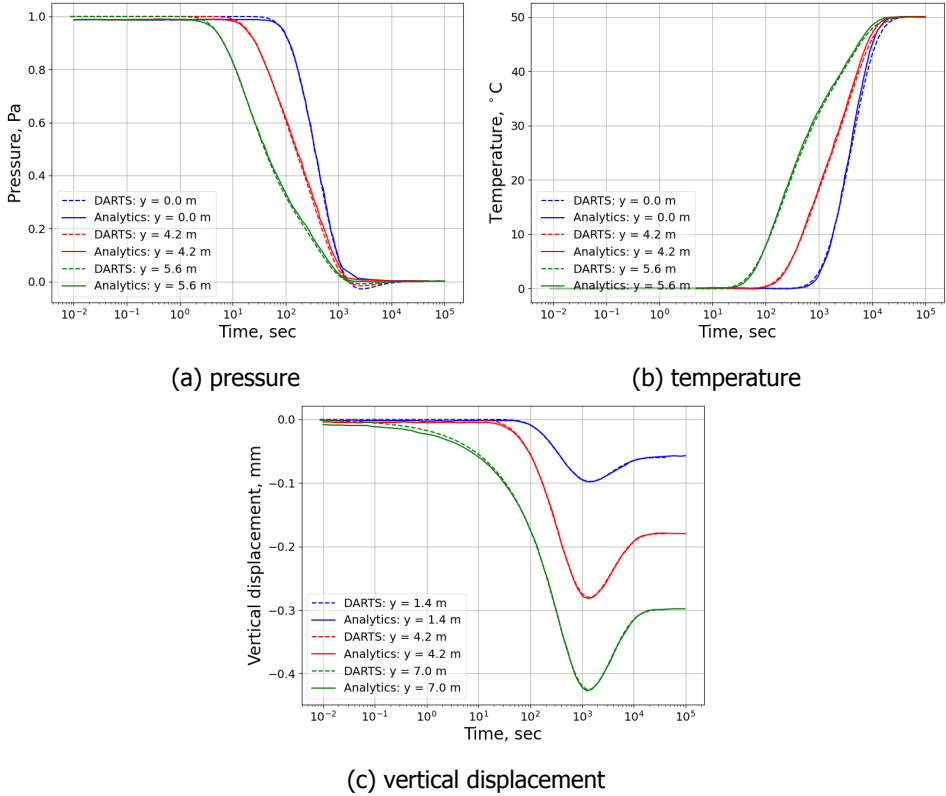 1.0
0.8
0.6
0.4
0.2
0.0
Pressure, Pa
DARTS: y = 0.0 m
Analytics: y = 0.0 m
DARTS: y = 4.2 m
Analytics: y = 4.2 m
DARTS: y = 5.6 m
Analytics: y = 5.6 m
10⁻² 10⁻¹ 10⁰ 10¹ 10² 10³ 10⁴ 10⁵
Time, sec
(a) pressure
50
40
30
20
10
0
Temperature, °C
DARTS: y = 0.0 m
Analytics: y = 0.0 m
DARTS: y = 4.2 m
Analytics: y = 4.2 m
DARTS: y = 5.6 m
Analytics: y = 5.6 m
10⁻² 10⁻¹ 10⁰ 10¹ 10² 10³ 10⁴ 10⁵
Time, sec
(b) temperature
0.0
−0.1
−0.2
−0.3
−0.4
Vertical displacement, mm
DARTS: y = 1.4 m
Analytics: y = 1.4 m
DARTS: y = 4.2 m
Analytics: y = 4.2 m
DARTS: y = 7.0 m
Analytics: y = 7.0 m
10⁻² 10⁻¹ 10⁰ 10¹ 10² 10³ 10⁴ 10⁵
Time, sec
(c) vertical displacement